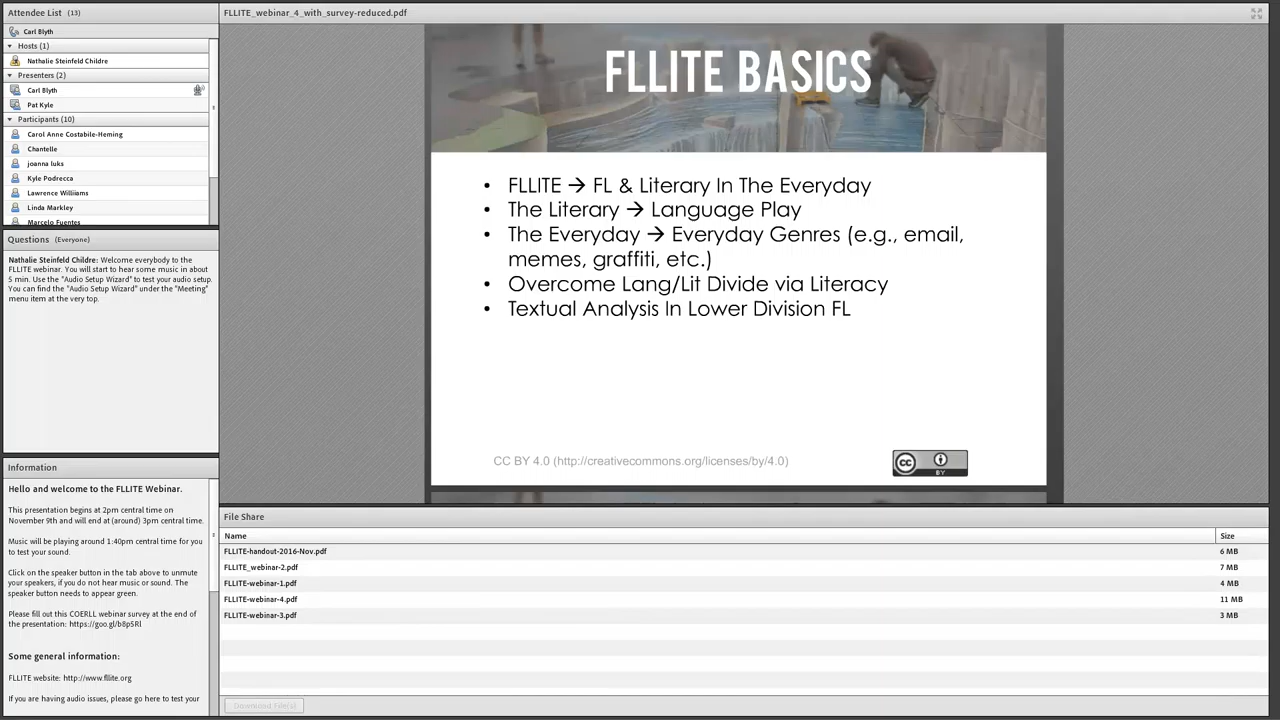 Attendee List (13)
Carl Blyth
Hosts (1)
Nathalie Steinfeld Childre
Presenters (2)
Carl Blyth
Pat Kyle
Participants (10)
Carol Anne Costabile-Heming
Chantelle
joanna luks
Kyle Podrecca
Lawrence Williiams
Linda Markley
Marcelo Fuentes
Questions (Everyone)
Nathalie Steinfeld Childre: Welcome everybody to the
FLLITE webinar. You will start to hear some music in about
5 min. Use the "Audio Setup Wizard" to test your audio setup.
You can find the "Audio Setup Wizard" under the "Meeting"
menu item at the very top.
Information
Hello and welcome to the FLLITE Webinar.
This presentation begins at 2pm central time on
November 9th and will end at (around) 3pm central time.
Music will be playing around 1:40pm central time for you
to test your sound.
Click on the speaker button in the tab above to unmute
your speakers, if you do not hear music or sound. The
speaker button needs to appear green.
Please fill out this COERLL webinar survey at the end of
the presentation: https://goo.gl/b8pSRl
Some general information:
FLLITE website: http://www.fllite.org
If you are having audio issues, please go here to test your
FLLITE_webinar_4_with_survey-reduced.pdf
FLLITE BASICS
• FLLITE → FL & Literary In The Everyday
• The Literary → Language Play
• The Everyday → Everyday Genres (e.g., email,
memes, graffiti, etc.)
• Overcome Lang/Lit Divide via Literacy
• Textual Analysis In Lower Division FL
CC BY 4.0 (http://creativecommons.org/licenses/by/4.0)
cc BY
File Share
Name Size
FLLITE-handout-2016-Nov.pdf 6 MB
FLLITE_webinar-2.pdf 7 MB
FLLITE-webinar-1.pdf 4 MB
FLLITE-webinar-4.pdf 11 MB
FLLITE-webinar-3.pdf 3 MB
Download File(s)